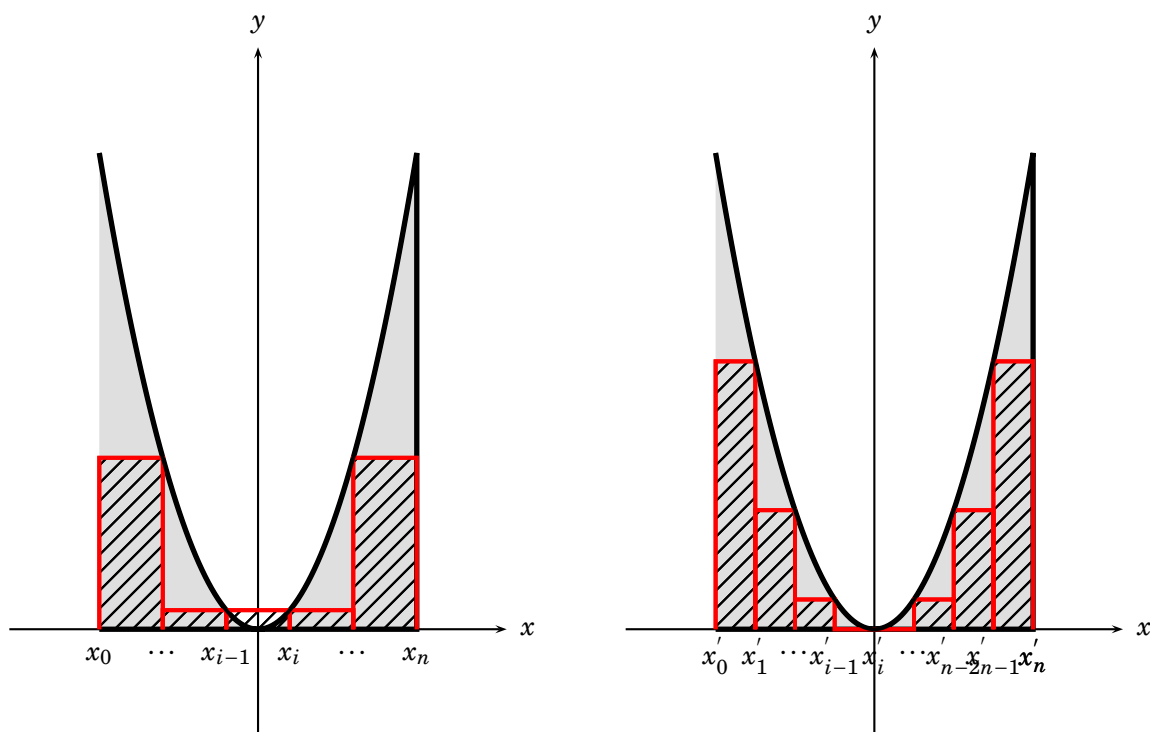 y y
x x
x₀ ⋯ xᵢ₋₁ xᵢ ⋯ xₙ x′₀ x′₁ ⋯ x′ᵢ₋₁ x′ᵢ ⋯ x′ₙ₋₂ x′ₙ₋₁ x′ₙ